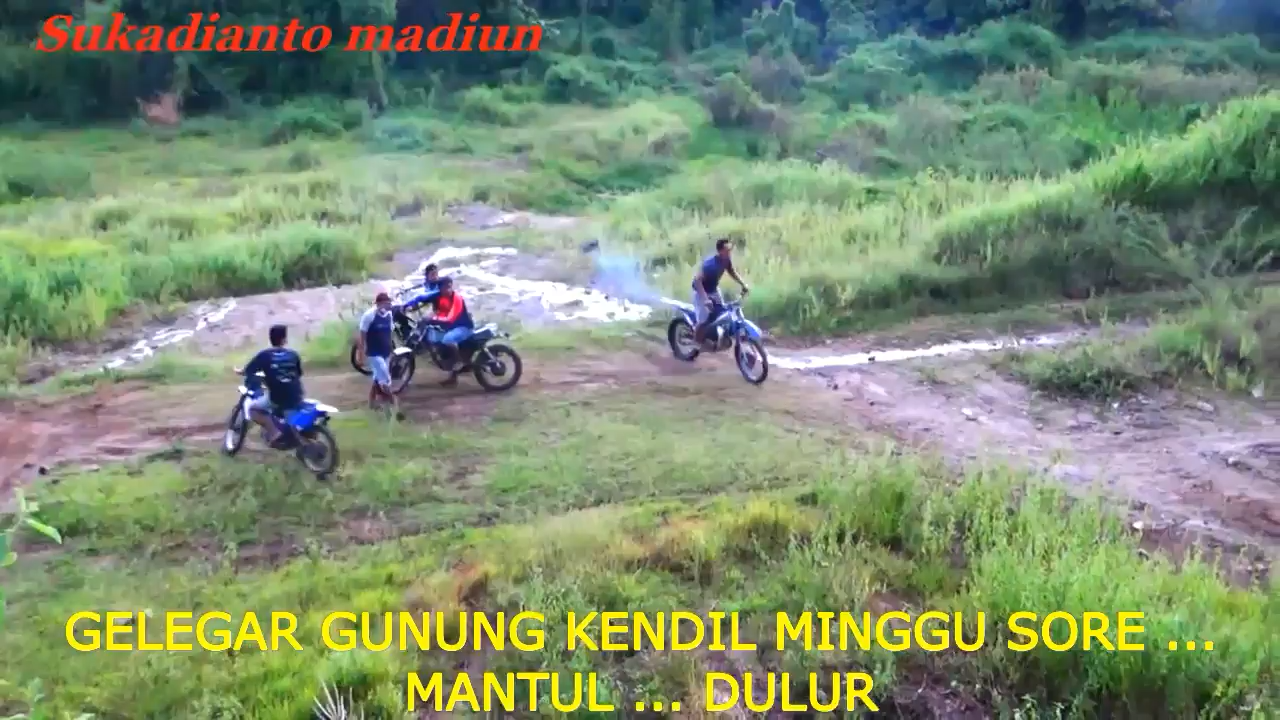 Sukadianto madiun
GELEGAR GUNUNG KENDIL MINGGU SORE ...
MANTUL ... DULUR